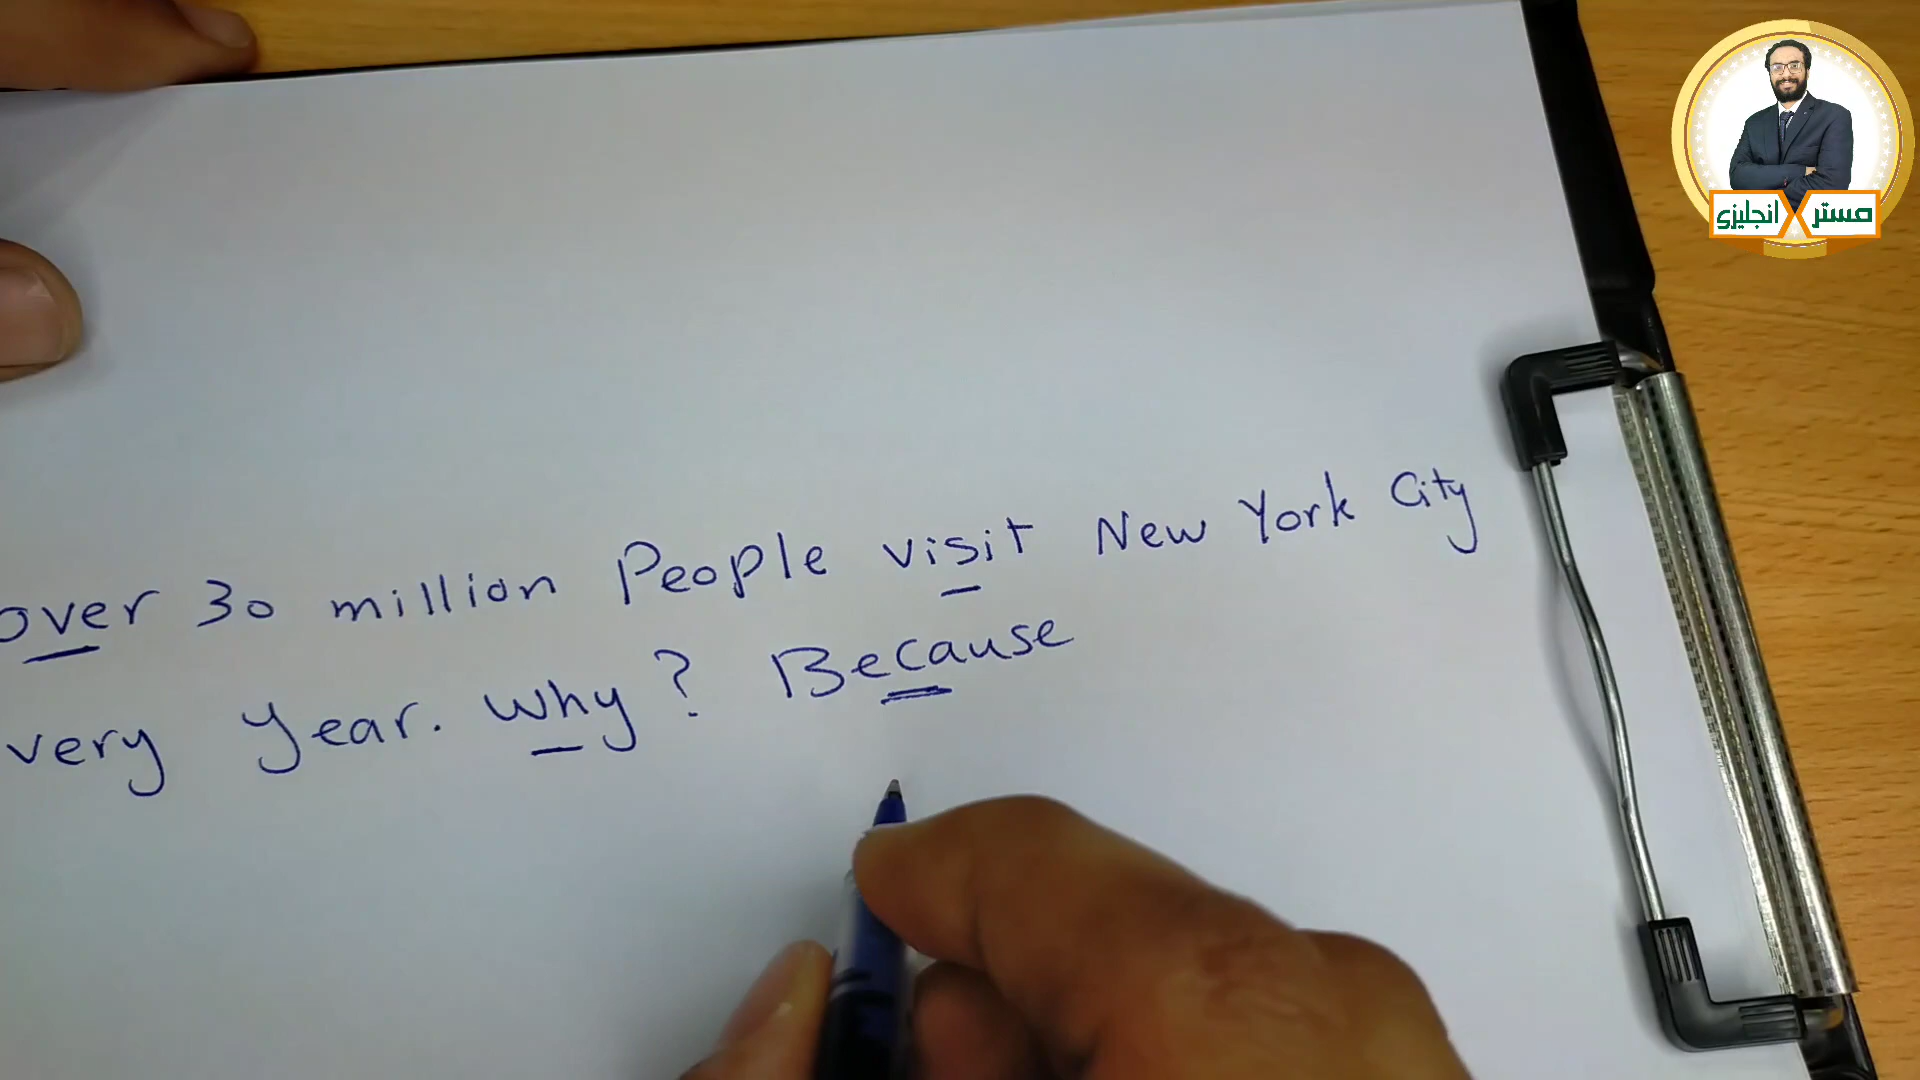 over 30 million People visit New York City
very year. Why? Because
مستر X انجليزي